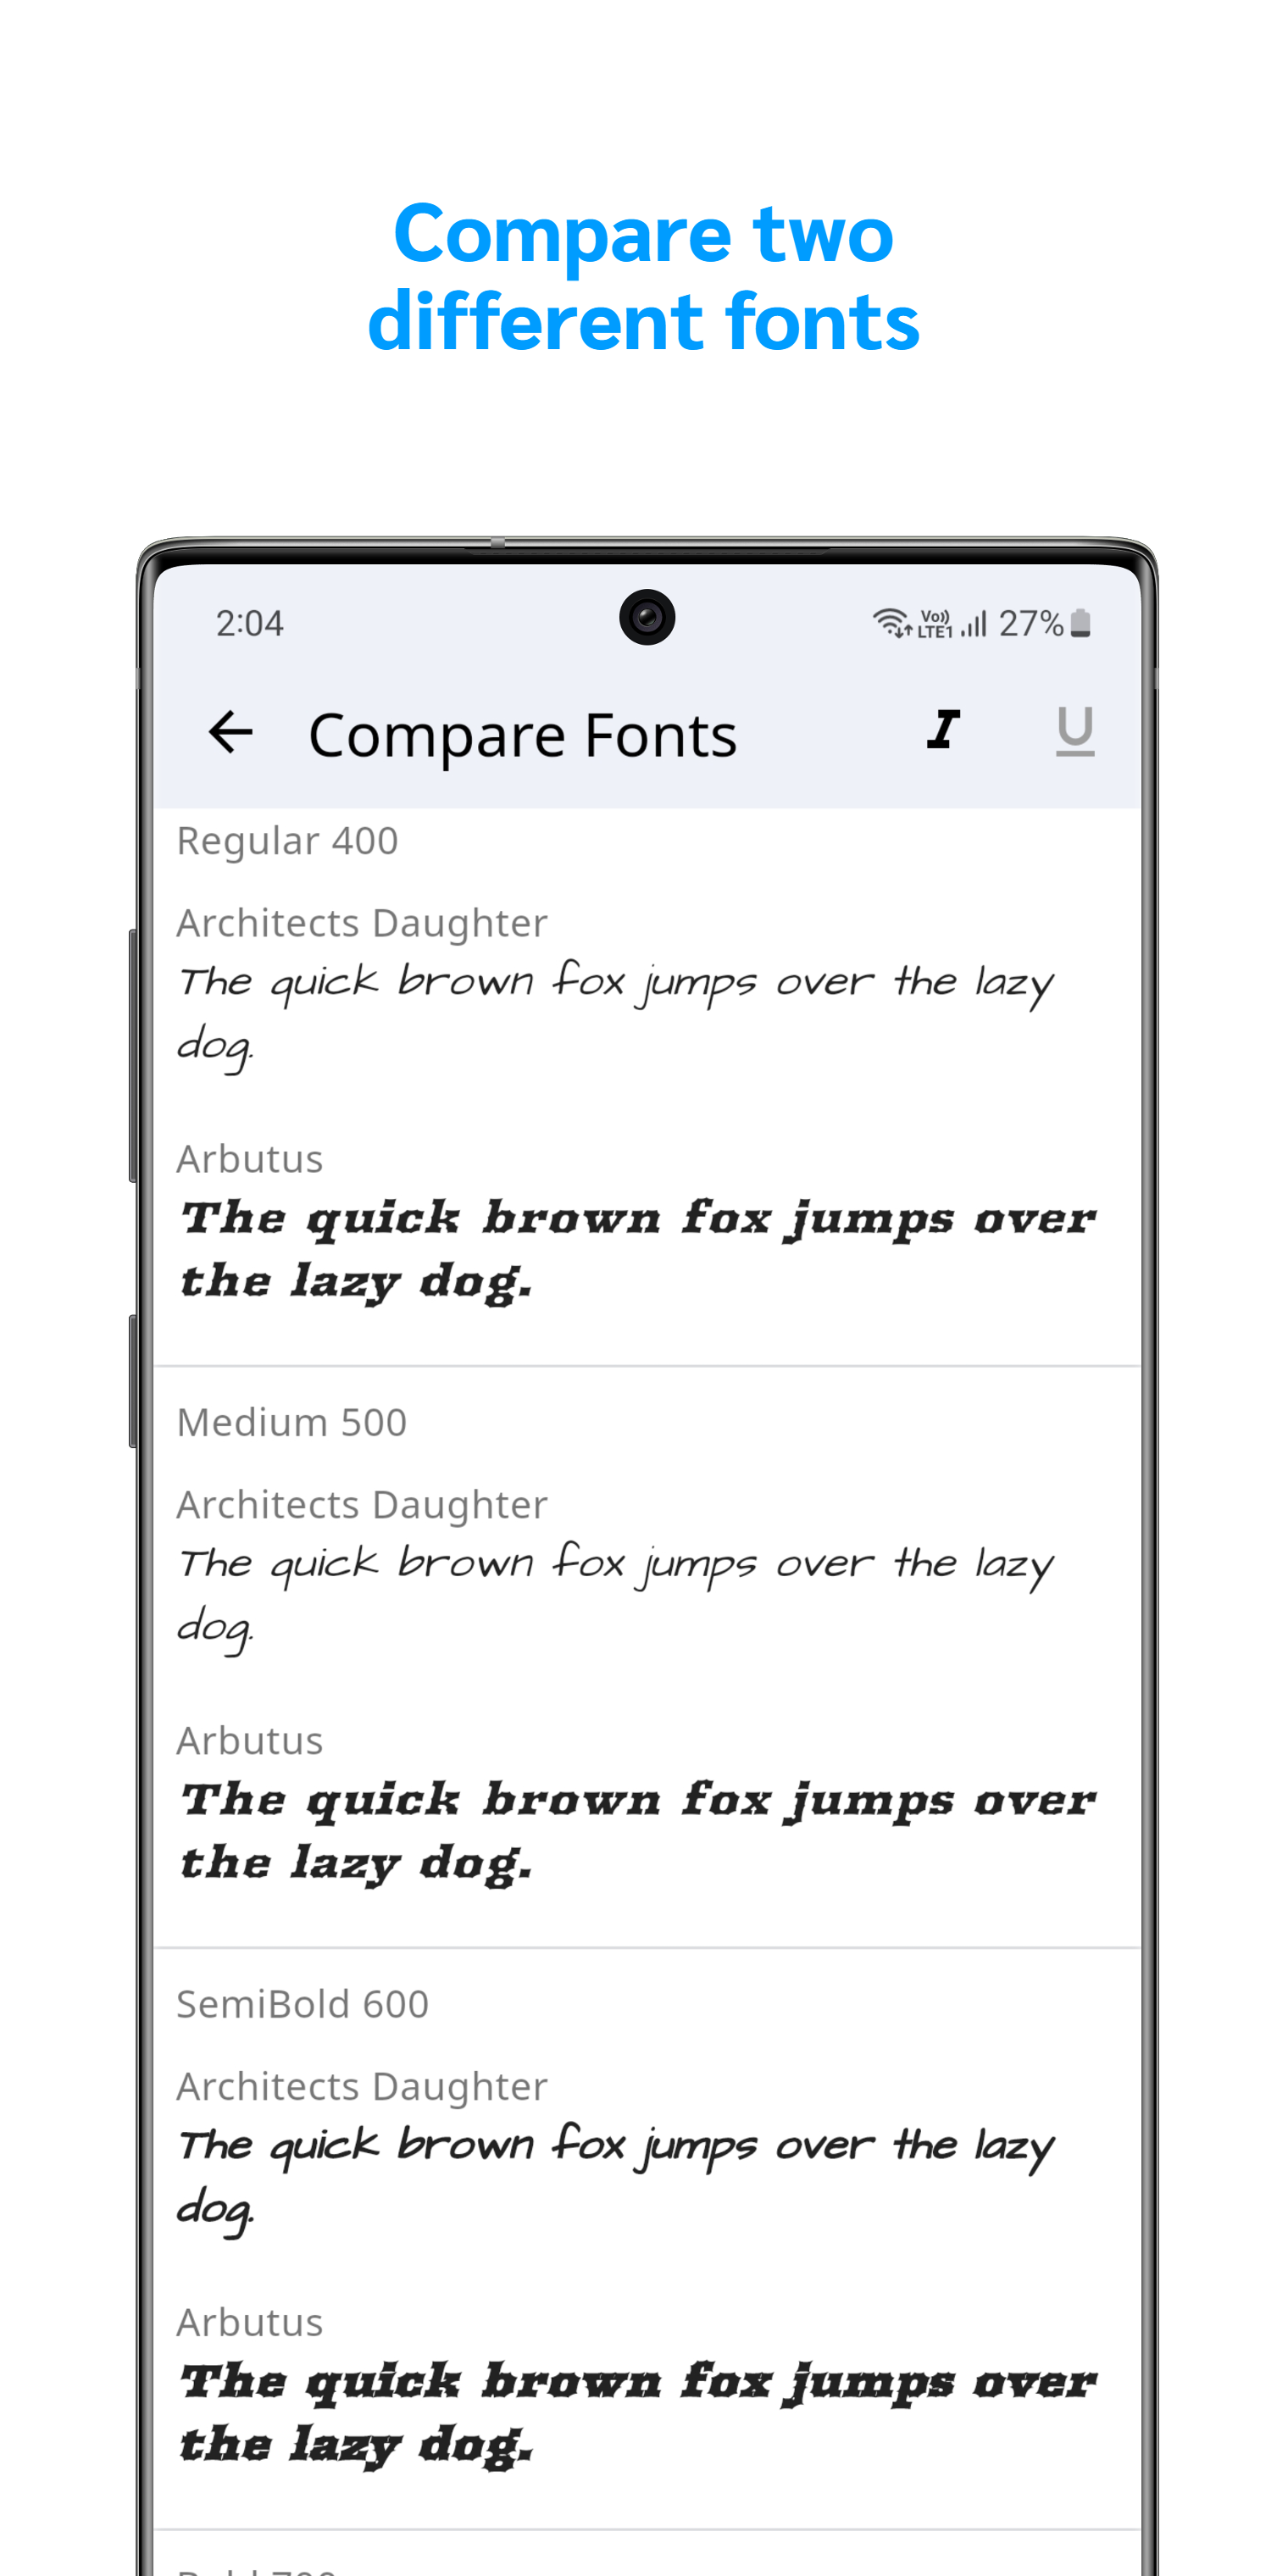 Compare two
different fonts
2:04
Vo)) LTE1 27%
Compare Fonts I U
Regular 400
Architects Daughter
The quick brown fox jumps over the lazy
dog.
Arbutus
The quick brown fox jumps over
the lazy dog.
Medium 500
Architects Daughter
The quick brown fox jumps over the lazy
dog.
Arbutus
The quick brown fox jumps over
the lazy dog.
SemiBold 600
Architects Daughter
The quick brown fox jumps over the lazy
dog.
Arbutus
The quick brown fox jumps over
the lazy dog.
Bold 700